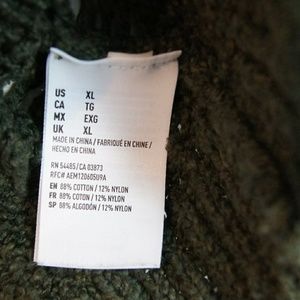 US XL
CA TG
MX EXG
UK XL
MADE IN CHINA / FABRIQUÉ EN CHINE /
HECHO EN CHINA
RN 54485/CA 03873
RFC# AEM120605U9A
EN 88% COTTON / 12% NYLON
FR 88% COTON / 12% NYLON
SP 88% ALGODÓN / 12% NYLON